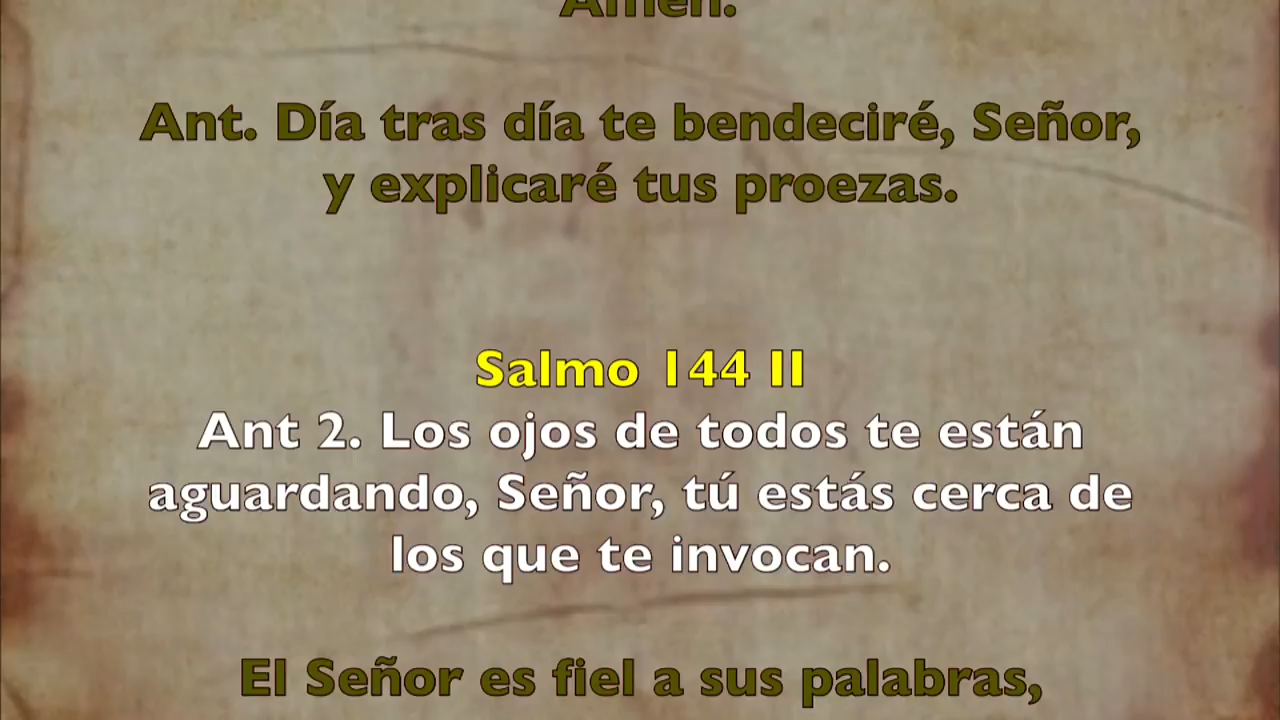 Amén.
Ant. Día tras día te bendeciré, Señor,
y explicaré tus proezas.
Salmo 144 II
Ant 2. Los ojos de todos te están
aguardando, Señor, tú estás cerca de
los que te invocan.
El Señor es fiel a sus palabras,